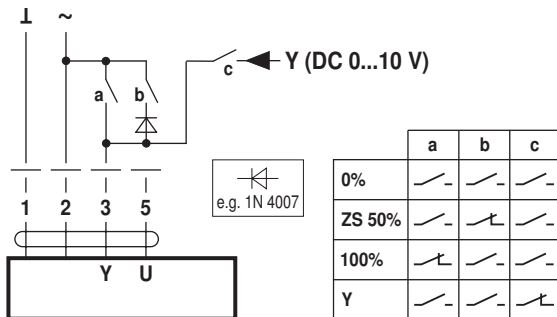 ⊥ ~
a b c Y (DC 0...10 V)
1 2 3 5
Y U
e.g. 1N 4007
a b c
0%
ZS 50%
100%
Y